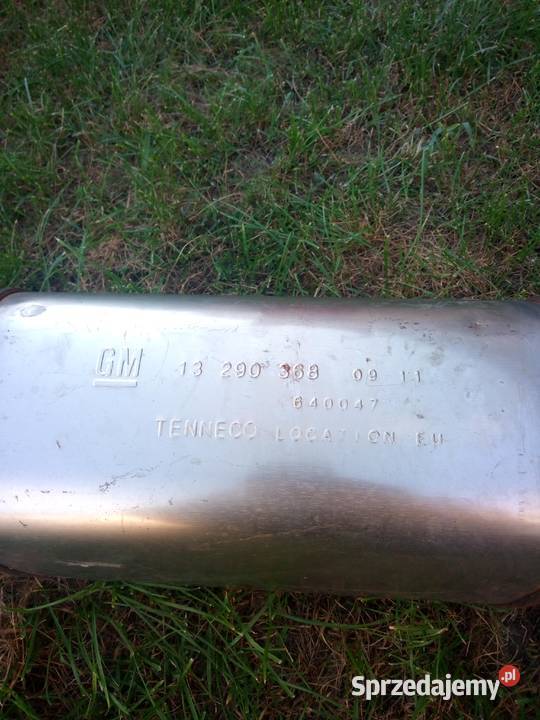 GM 13 290 368 09 11
640047
TENNECO LOCATION EU
Sprzedajemy.pl